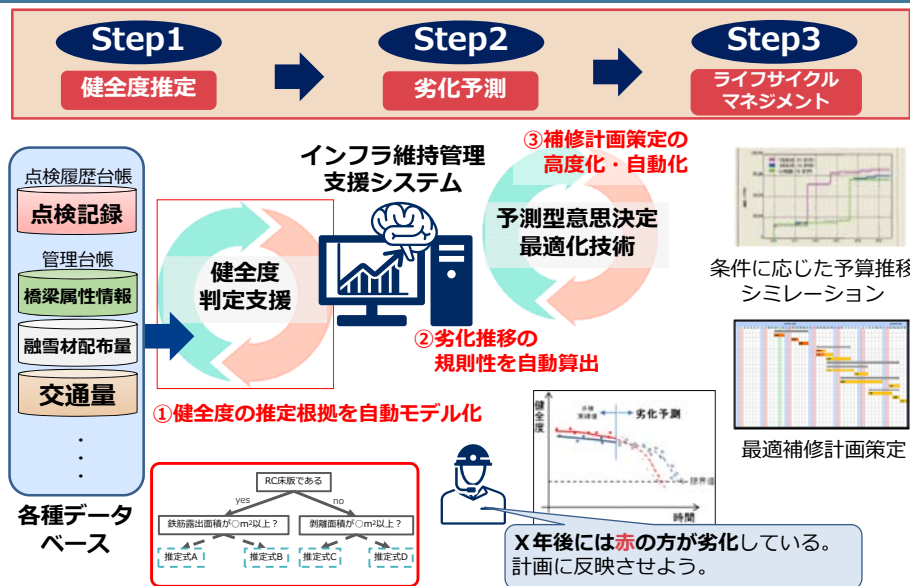 Step1
Step2
Step3
健全度推定
劣化予測
ライフサイクル
マネジメント
点検履歴台帳
点検記録
管理台帳
橋梁属性情報
融雪材配布量
交通量
・
・
・
各種データ
ベース
インフラ維持管理
支援システム
健全度
判定支援
①健全度の推定根拠を自動モデル化
②劣化推移の
規則性を自動算出
③補修計画策定の
高度化・自動化
予測型意思決定
最適化技術
条件に応じた予算推移
シミレーション
最適補修計画策定
RC床版である
yes
no
鉄筋露出面積が○m²以上？
剥離面積が○m²以上？
推定式A
推定式B
推定式C
推定式D
健全度
点検
実績値
劣化予測
限界値
時間
X年後には赤の方が劣化している。
計画に反映させよう。